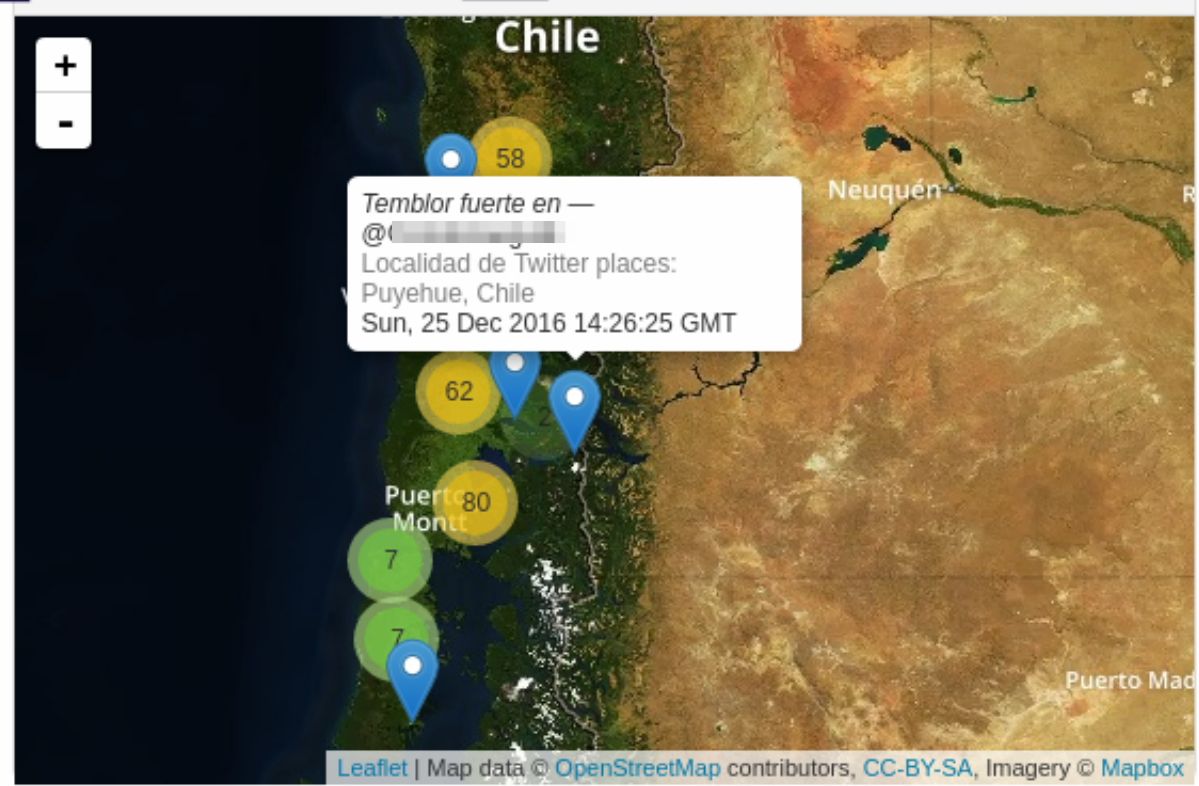 Chile
+
-
58
Temblor fuerte en —
Localidad de Twitter places:
Puyehue, Chile
Sun, 25 Dec 2016 14:26:25 GMT
Neuquén
R
62
2
80
Puerto
Montt
7
7
Puerto Mad
Leaflet | Map data © OpenStreetMap contributors, CC-BY-SA, Imagery © Mapbox